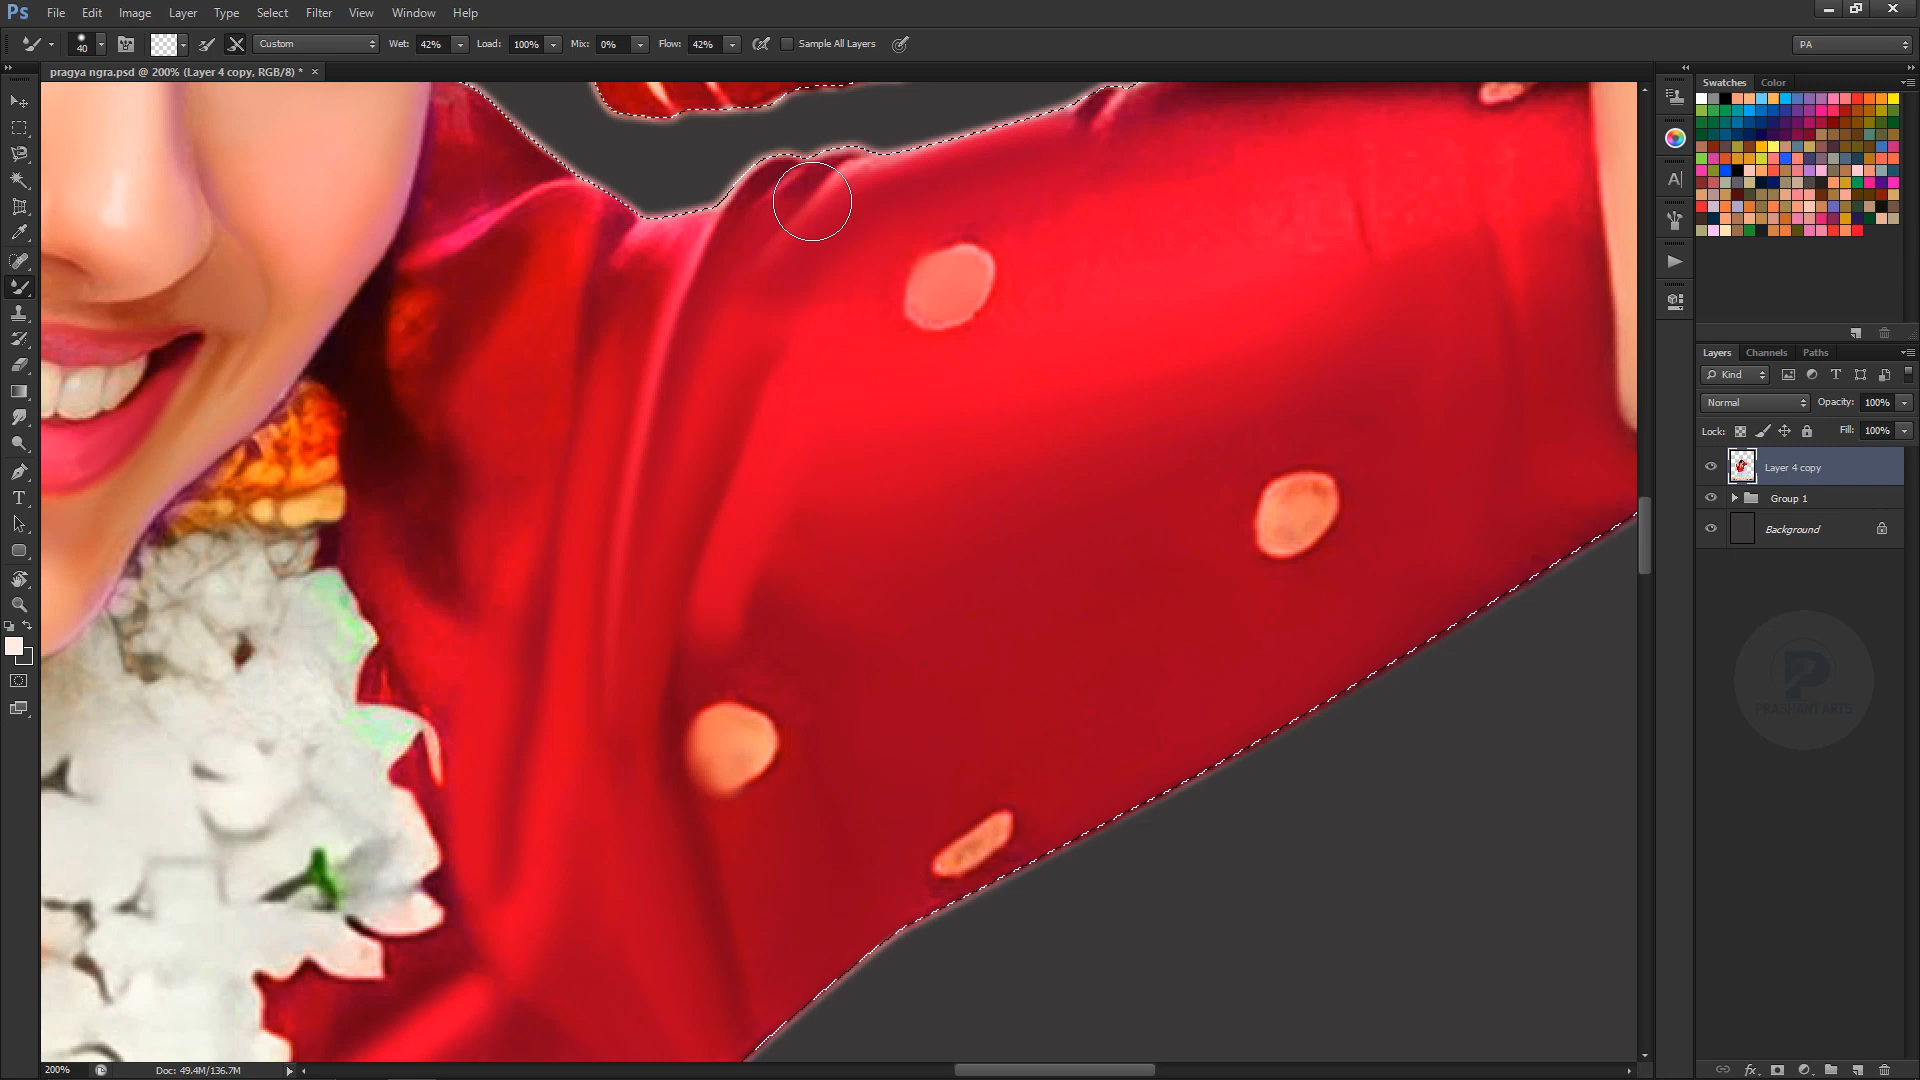 Ps File Edit Image Layer Type Select Filter View Window Help
40 Custom Wet: 42% Load: 100% Mix: 0% Flow: 42% Sample All Layers PA
pragya ngra.psd @ 200% (Layer 4 copy, RGB/8) * ×
Swatches Color
Layers Channels Paths
Kind
Normal Opacity: 100%
Lock: Fill: 100%
Layer 4 copy
Group 1
Background
PRASHANT ARTS
200% Doc: 49.4M/136.7M